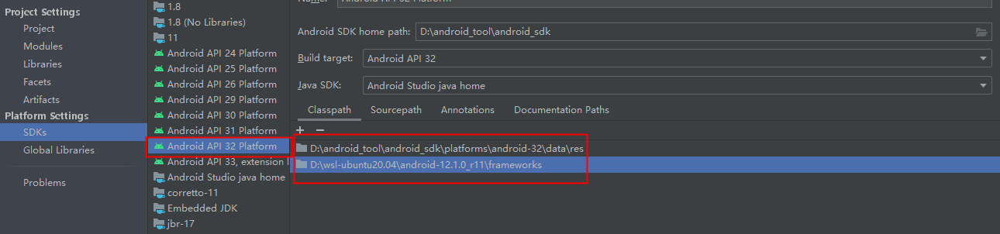 Project Settings
Project
Modules
Libraries
Facets
Artifacts
Platform Settings
SDKs
Global Libraries
Problems
1.8
1.8 (No Libraries)
11
Android API 24 Platform
Android API 25 Platform
Android API 26 Platform
Android API 29 Platform
Android API 30 Platform
Android API 31 Platform
Android API 32 Platform
Android API 33, extension
Android Studio java home
corretto-11
Embedded JDK
jbr-17
Android SDK home path: D:\android_tool\android_sdk
Build target: Android API 32
Java SDK: Android Studio java home
Classpath Sourcepath Annotations Documentation Paths
D:\android_tool\android_sdk\platforms\android-32\data\res
D:\wsl-ubuntu20.04\android-12.1.0_r11\frameworks